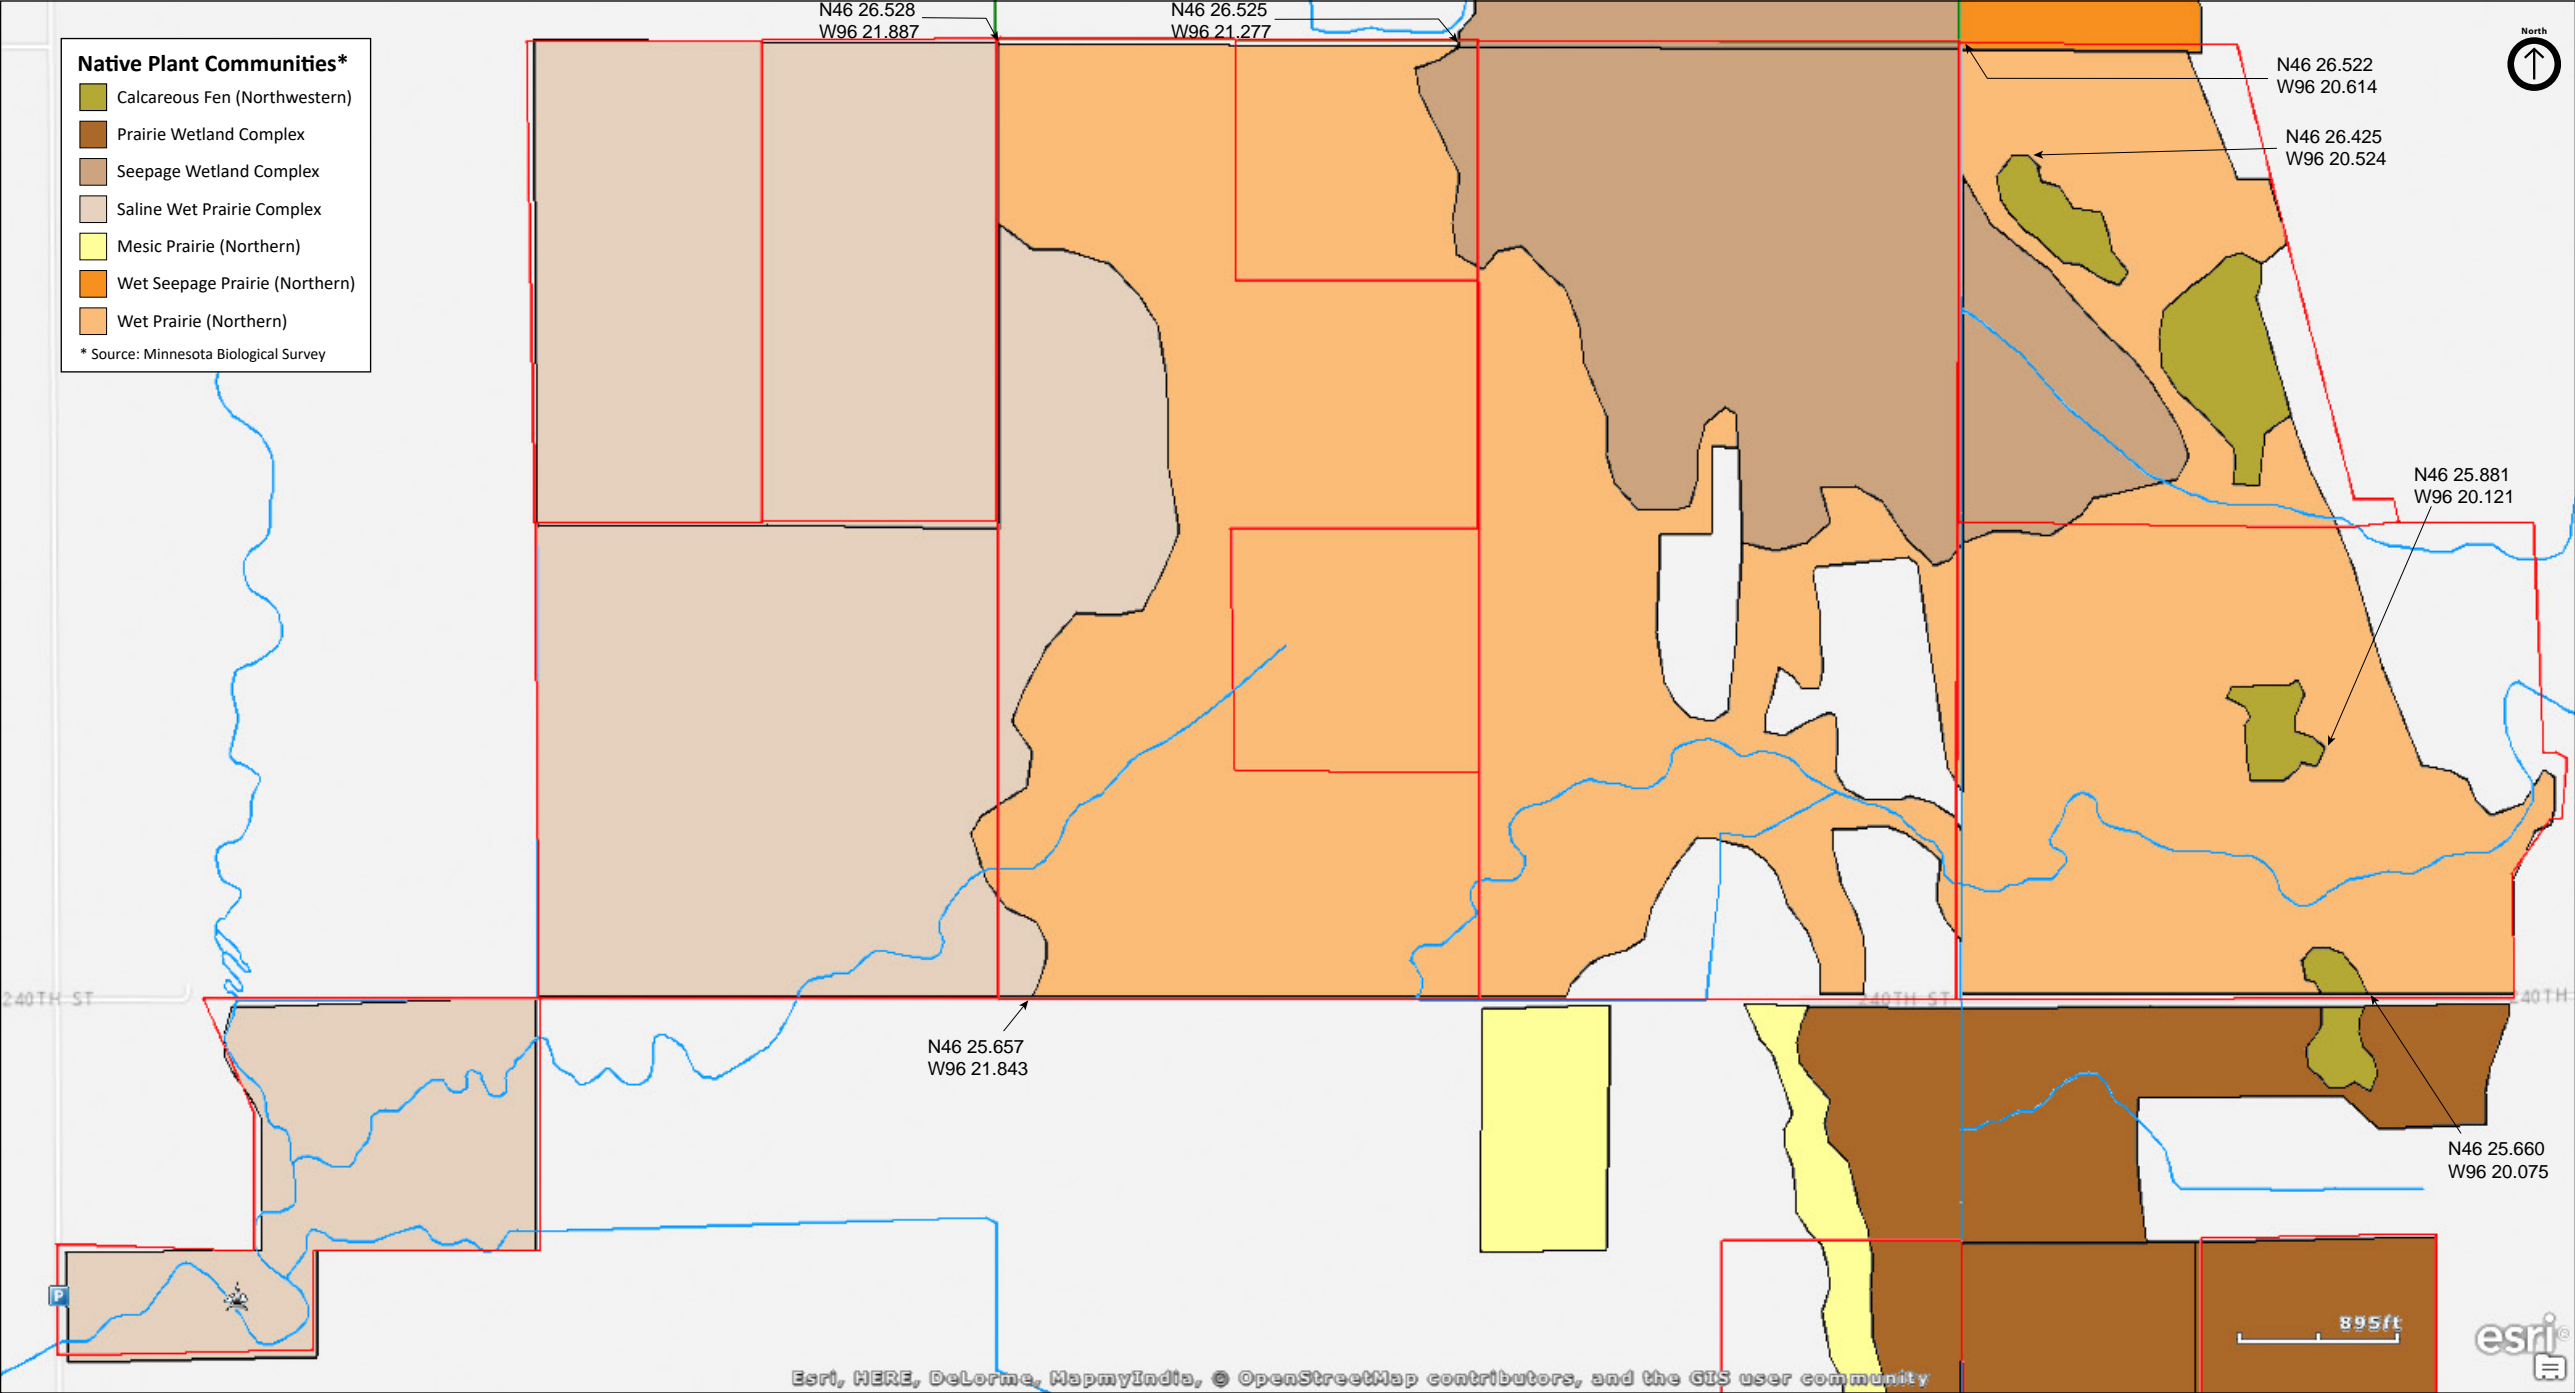 N46 26.528
W96 21.887
N46 26.525
W96 21.277
North
N46 26.522
W96 20.614
N46 26.425
W96 20.524
Native Plant Communities*
Calcareous Fen (Northwestern)
Prairie Wetland Complex
Seepage Wetland Complex
Saline Wet Prairie Complex
Mesic Prairie (Northern)
Wet Seepage Prairie (Northern)
Wet Prairie (Northern)
* Source: Minnesota Biological Survey
N46 25.881
W96 20.121
240TH ST
240TH ST
240TH
N46 25.657
W96 21.843
N46 25.660
W96 20.075
P
895ft
esri
Esri, HERE, DeLorme, MapmyIndia, © OpenStreetMap contributors, and the GIS user community